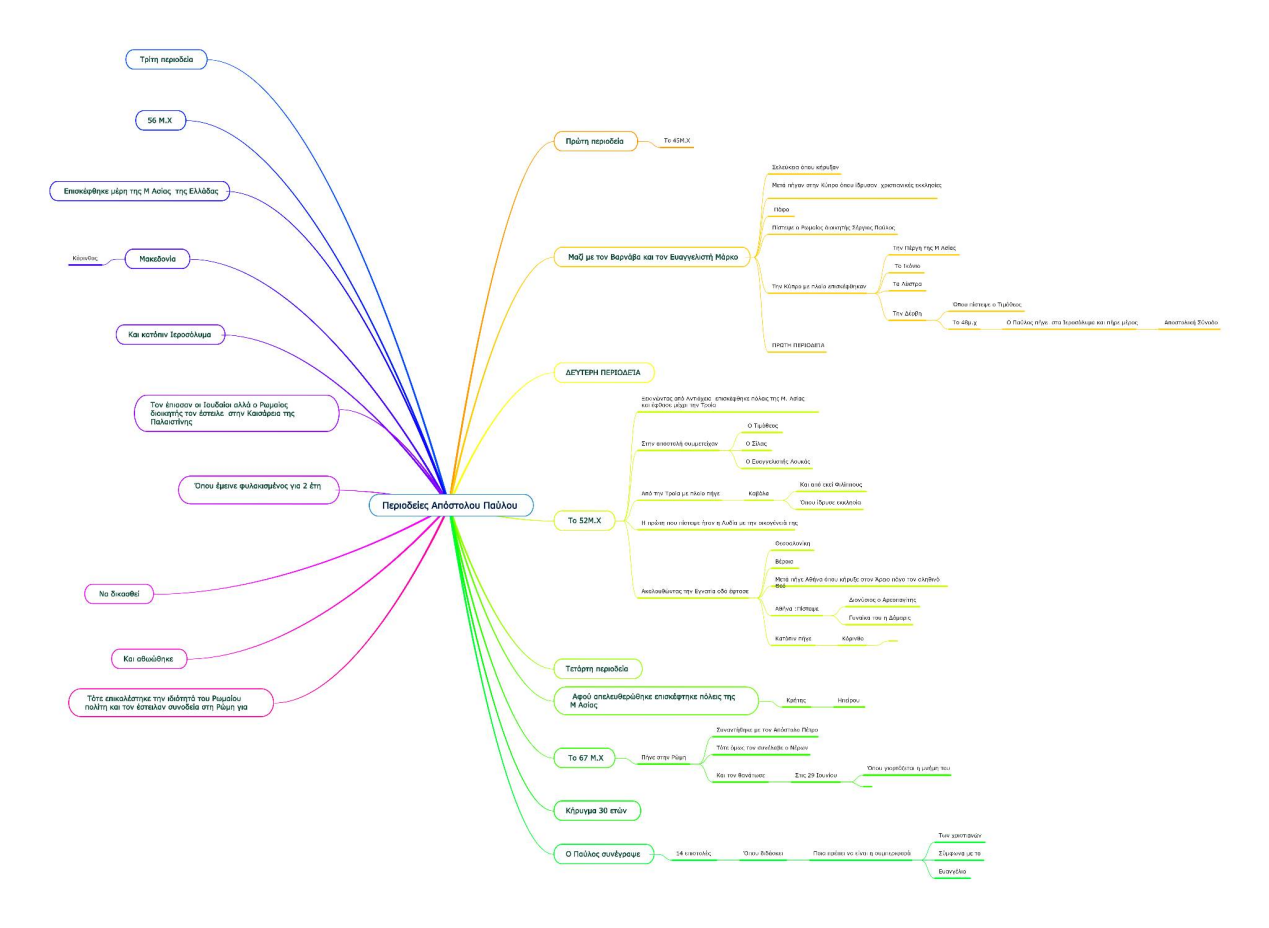 Περιοδείες Απόστολου Παύλου
Πρώτη περιοδεία
Το 45Μ.Χ
Μαζί με τον Βαρνάβα και τον Ευαγγελιστή Μάρκο
Σελεύκεια όπου κήρυξαν
Μετά πήγαν στην Κύπρο όπου ίδρυσαν χριστιανικές εκκλησίες
Πάφο
Πίστεψε ο Ρωμαίος διοικητής Σέργιος Παύλος
Την Κύπρο με πλοίο επισκέφθηκαν
Την Πέργη της Μ Ασίας
Το Ικόνιο
Τα Λύστρα
Την Δέρβη
Όπου πίστεψε ο Τιμόθεος
Το 48μ.χ
Ο Παύλος πήγε στα Ιεροσόλυμα και πήρε μέρος
Αποστολική Σύνοδο
ΠΡΩΤΗ ΠΕΡΙΟΔΕΊΑ
ΔΕΎΤΕΡΗ ΠΕΡΙΟΔΕΊΑ
Το 52Μ.Χ
Ξεκινώντας από Αντιόχεια επισκέφθηκε πόλεις της Μ. Ασίας
και έφθασε μέχρι την Τροία
Στην αποστολή συμμετείχαν
Ο Τιμόθεος
Ο Σίλας
Ο Ευαγγελιστής Λουκάς
Από την Τροία με πλοίο πήγε
Καβάλα
Και από εκεί Φιλίππους
Όπου ίδρυσε εκκλησία
Η πρώτη που πίστεψε ήταν η Λυδία με την οικογένειά της
Ακολουθώντας την Εγνατία οδό έφτασε
Θεσσαλονίκη
Βέροια
Μετά πήγε Αθήνα όπου κήρυξε στον Άρειο πάγο τον αληθινό
Θεό
Αθήνα :Πίστεψε
Διονύσιος ο Αρεοπαγίτης
Γυναίκα του η Δάμαρις
Κατόπιν πήγε
Κόρινθο
Τετάρτη περιοδεία
Αφού απελευθερώθηκε επισκέφτηκε πόλεις της
Μ Ασίας
Κρήτης
Ηπείρου
Το 67 Μ.Χ
Πήγε στην Ρώμη
Συναντήθηκε με τον Απόστολο Πέτρο
Τότε όμως τον συνέλαβε ο Νέρων
Και τον θανάτωσε
Στις 29 Ιουνίου
Όπου γιορτάζεται η μνήμη του
Κήρυγμα 30 ετών
Ο Παύλος συνέγραψε
14 επιστολές
Όπου διδάσκει
Ποια πρέπει να είναι η συμπεριφορά
Των χριστιανών
Σύμφωνα με το
Ευαγγέλιο
Τρίτη περιοδεία
56 Μ.Χ
Επισκέφθηκε μέρη της Μ Ασίας της Ελλάδας
Μακεδονία
Κόρινθος
Και κατόπιν Ιεροσόλυμα
Τον έπιασαν οι Ιουδαίοι αλλά ο Ρωμαίος
διοικητής τον έστειλε στην Καισάρεια της
Παλαιστίνης
Όπου έμεινε φυλακισμένος για 2 έτη
Να δικασθεί
Και αθωώθηκε
Τότε επικαλέστηκε την ιδιότητά του Ρωμαίου
πολίτη και τον έστειλαν συνοδεία στη Ρώμη για